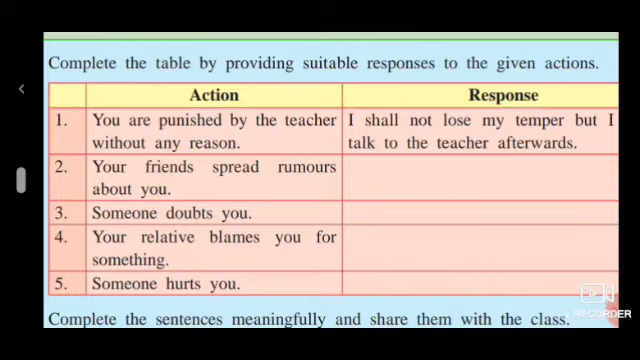 Complete the table by providing suitable responses to the given actions.
Action Response
1. You are punished by the teacher I shall not lose my temper but I
without any reason. talk to the teacher afterwards.
2. Your friends spread rumours
about you.
3. Someone doubts you.
4. Your relative blames you for
something.
5. Someone hurts you.
Complete the sentences meaningfully and share them with the class.
V RECORDER